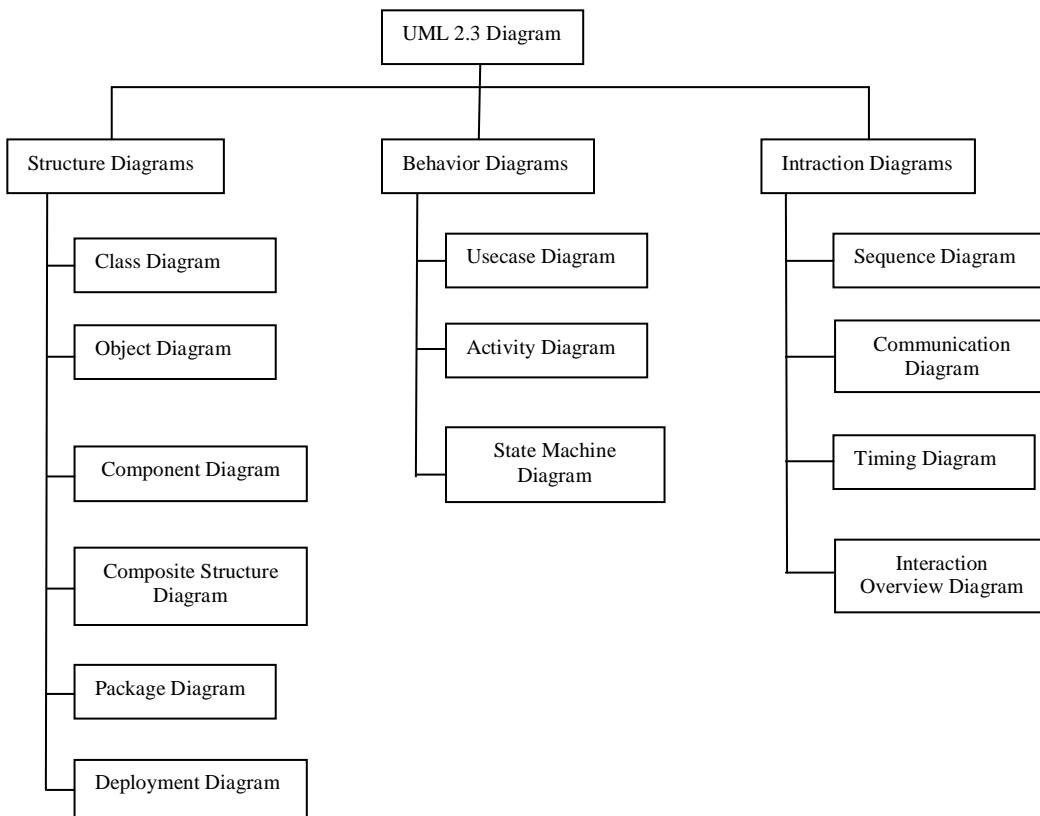 UML 2.3 Diagram
Structure Diagrams
Behavior Diagrams
Intraction Diagrams
Class Diagram
Object Diagram
Component Diagram
Composite Structure
Diagram
Package Diagram
Deployment Diagram
Usecase Diagram
Activity Diagram
State Machine
Diagram
Sequence Diagram
Communication
Diagram
Timing Diagram
Interaction
Overview Diagram